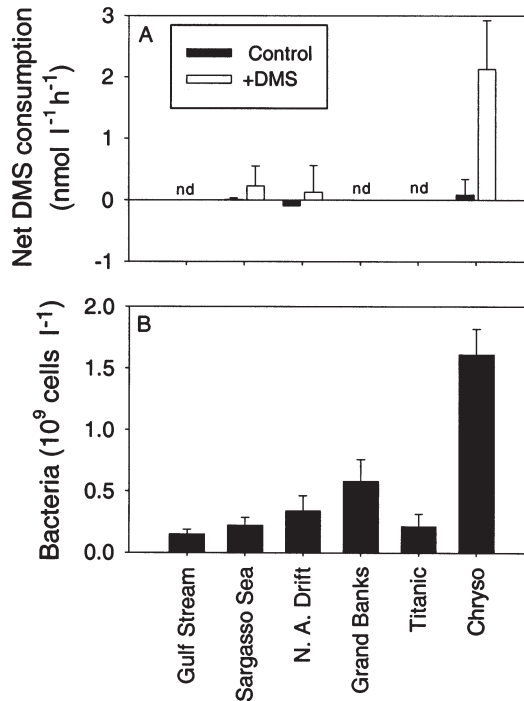 Net DMS consumption
(nmol l⁻¹h⁻¹)
3
2
1
0
-1
A
Control
+DMS
nd
nd
nd
Bacteria (10⁹ cells l⁻¹)
2.0
1.5
1.0
0.5
0.0
B
Gulf Stream
Sargasso Sea
N. A. Drift
Grand Banks
Titanic
Chryso